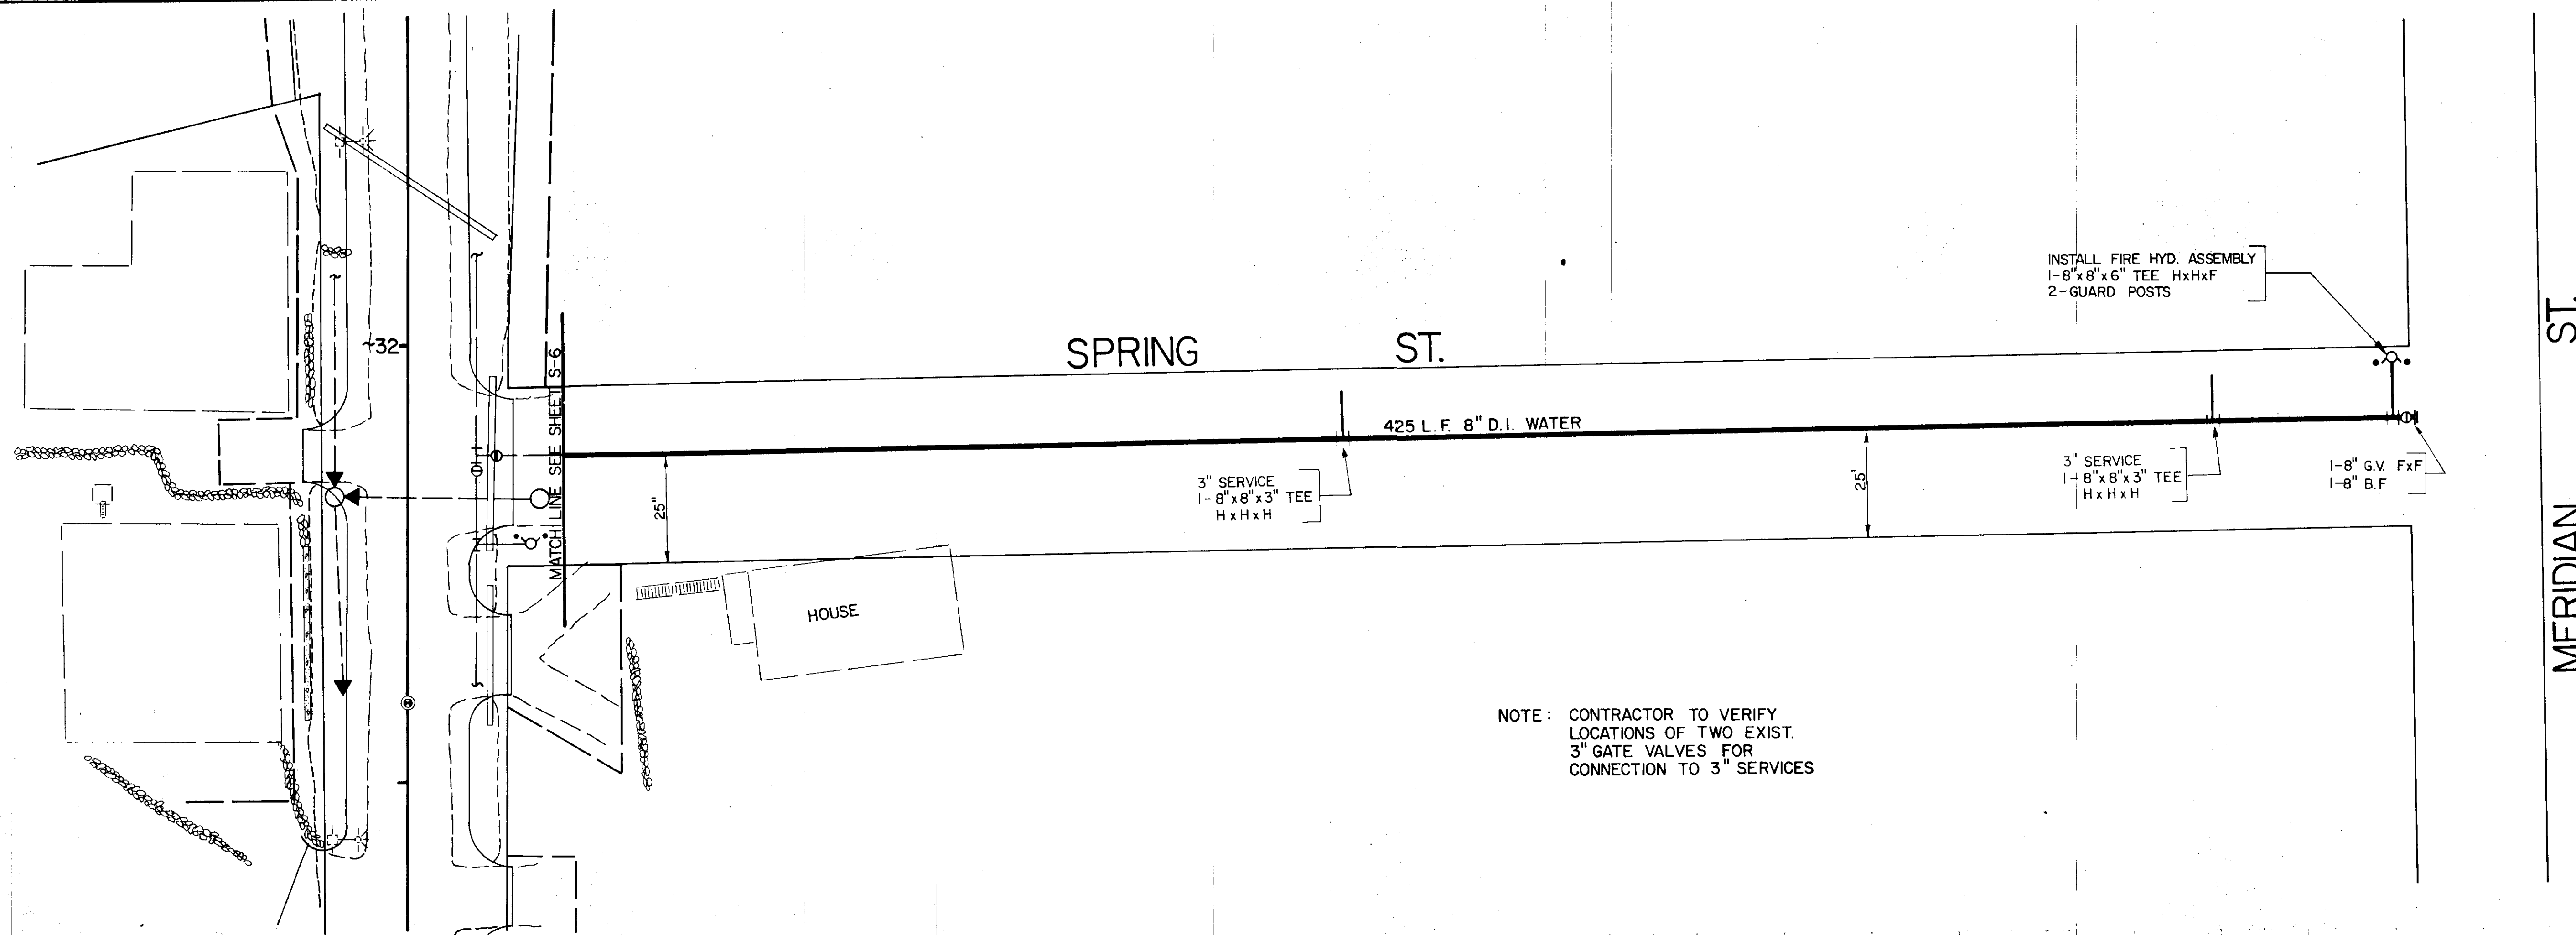 INSTALL FIRE HYD. ASSEMBLY
1-8"x8"x6" TEE HxHxF
2-GUARD POSTS
~32
SPRING ST.
MATCH LINE SEE SHEET S-6
425 L.F. 8" D.I. WATER
25"
3" SERVICE
1-8"x8"x3" TEE
HxHxH
25'
3" SERVICE
1-8"x8"x3" TEE
HxHxH
1-8" G.V. FxF
1-8" B.F
MERIDIAN ST.
HOUSE
NOTE: CONTRACTOR TO VERIFY
LOCATIONS OF TWO EXIST.
3" GATE VALVES FOR
CONNECTION TO 3" SERVICES